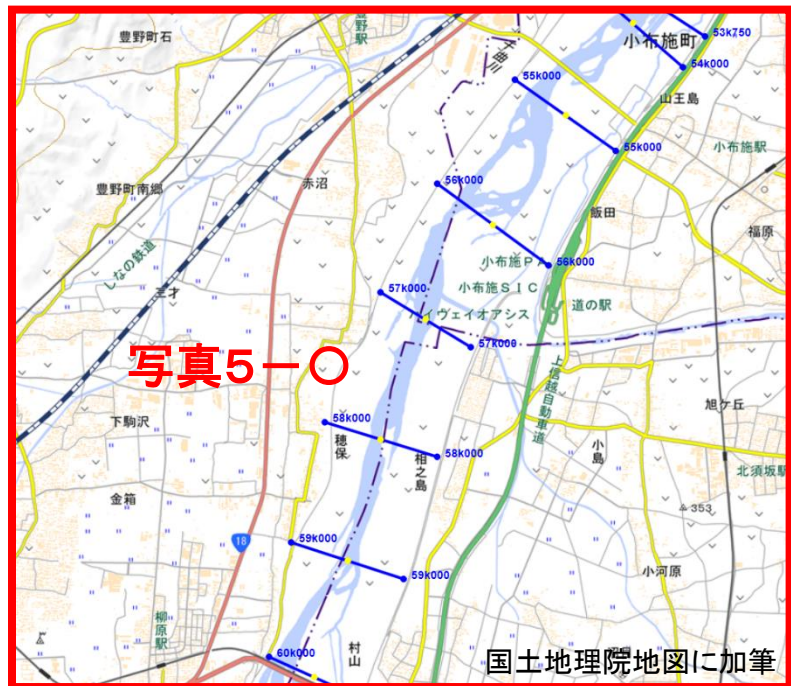 豊野町石
豊野駅
千曲川
小布施町
53k750
54k000
55k000
山王島
55k000
小布施駅
豊野町南郷
赤沼
56k000
飯田
福原
しなの鉄道
小布施PA
56k000
三才
57k000
小布施SIC
道の駅
ハイウェイオアシス
57k000
写真5-〇
上信越自動車道
旭ケ丘
下駒沢
58k000
穂保
相之島
58k000
小島
北須坂駅
金箱
353
18
59k000
59k000
小河原
柳原駅
60k000
村山
国土地理院地図に加筆